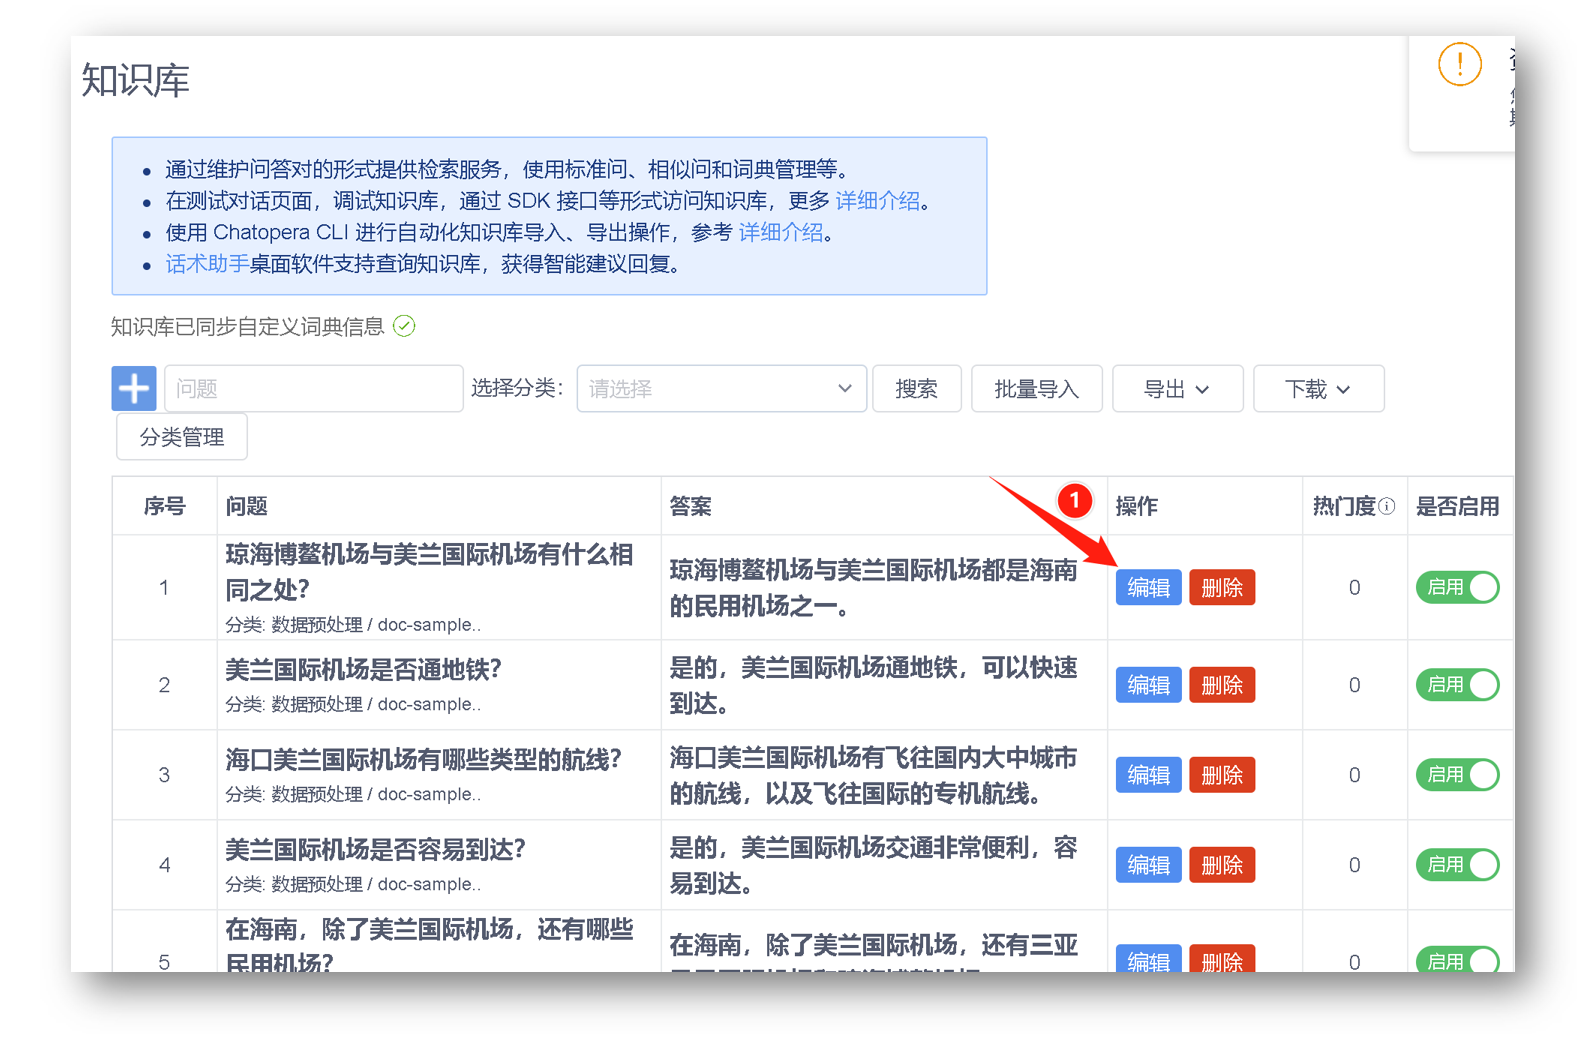 知识库
通过维护问答对的形式提供检索服务，使用标准问、相似问和词典管理等。
在测试对话页面，调试知识库，通过 SDK 接口等形式访问知识库，更多 详细介绍。
使用 Chatopera CLI 进行自动化知识库导入、导出操作，参考 详细介绍。
话术助手桌面软件支持查询知识库，获得智能建议回复。
知识库已同步自定义词典信息
问题 选择分类： 请选择 搜索 批量导入 导出 下载
分类管理
序号 问题 答案 1 操作 热门度 是否启用
1
琼海博鳌机场与美兰国际机场有什么相
同之处？
分类: 数据预处理 / doc-sample..
琼海博鳌机场与美兰国际机场都是海南
的民用机场之一。
编辑 删除 0 启用
2
美兰国际机场是否通地铁？
分类: 数据预处理 / doc-sample..
是的，美兰国际机场通地铁，可以快速
到达。
编辑 删除 0 启用
3
海口美兰国际机场有哪些类型的航线？
分类: 数据预处理 / doc-sample..
海口美兰国际机场有飞往国内大中城市
的航线，以及飞往国际的专机航线。
编辑 删除 0 启用
4
美兰国际机场是否容易到达？
分类: 数据预处理 / doc-sample..
是的，美兰国际机场交通非常便利，容
易到达。
编辑 删除 0 启用
5
在海南，除了美兰国际机场，还有哪些
民用机场？
在海南，除了美兰国际机场，还有三亚
编辑 删除 0 启用